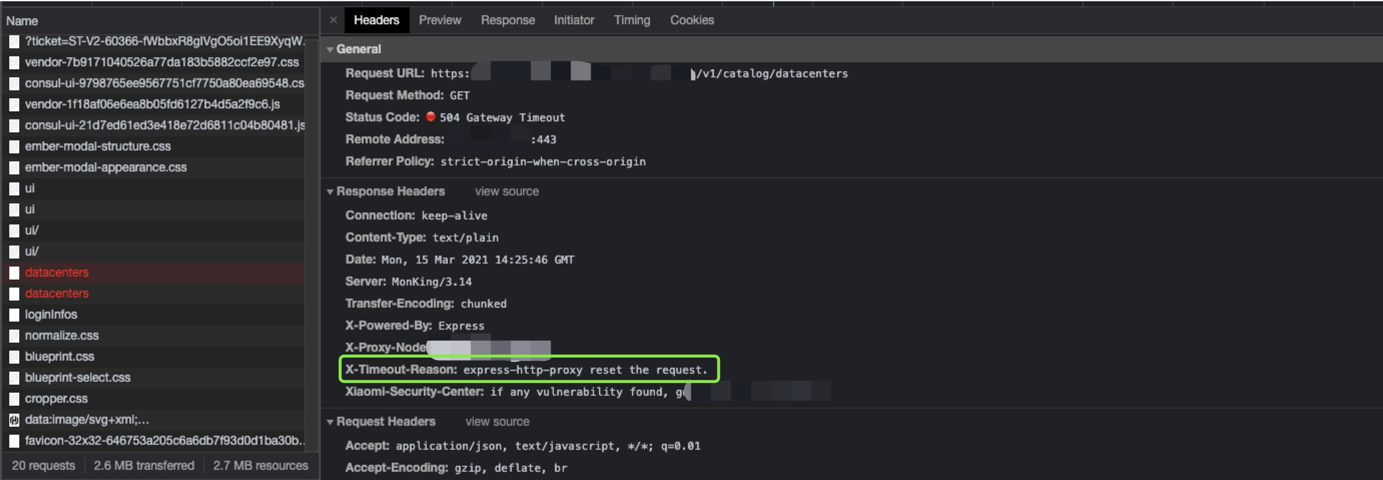 Name
?ticket=ST-V2-60366-fWbbxR8gIVgO5oi1EE9XyqW...
vendor-7b9171040526a77da183b5882ccf2e97.css
consul-ui-9798765ee9567751cf7750a80ea69548.cs
vendor-1f18af06e6ea8b05fd6127b4d5a2f9c6.js
consul-ui-21d7ed61ed3e418e72d6811c04b80481.js
ember-modal-structure.css
ember-modal-appearance.css
ui
ui
ui/
ui/
datacenters
datacenters
loginInfos
normalize.css
blueprint.css
blueprint-select.css
cropper.css
data:image/svg+xml;...
favicon-32x32-646753a205c6a6db7f93d0d1ba30b...
20 requests 2.6 MB transferred 2.7 MB resources
× Headers Preview Response Initiator Timing Cookies
General
Request URL: https: /v1/catalog/datacenters
Request Method: GET
Status Code: 504 Gateway Timeout
Remote Address: :443
Referrer Policy: strict-origin-when-cross-origin
Response Headers view source
Connection: keep-alive
Content-Type: text/plain
Date: Mon, 15 Mar 2021 14:25:46 GMT
Server: MonKing/3.14
Transfer-Encoding: chunked
X-Powered-By: Express
X-Proxy-Node
X-Timeout-Reason: express-http-proxy reset the request.
Xiaomi-Security-Center: if any vulnerability found,
Request Headers view source
Accept: application/json, text/javascript, */*; q=0.01
Accept-Encoding: gzip, deflate, br